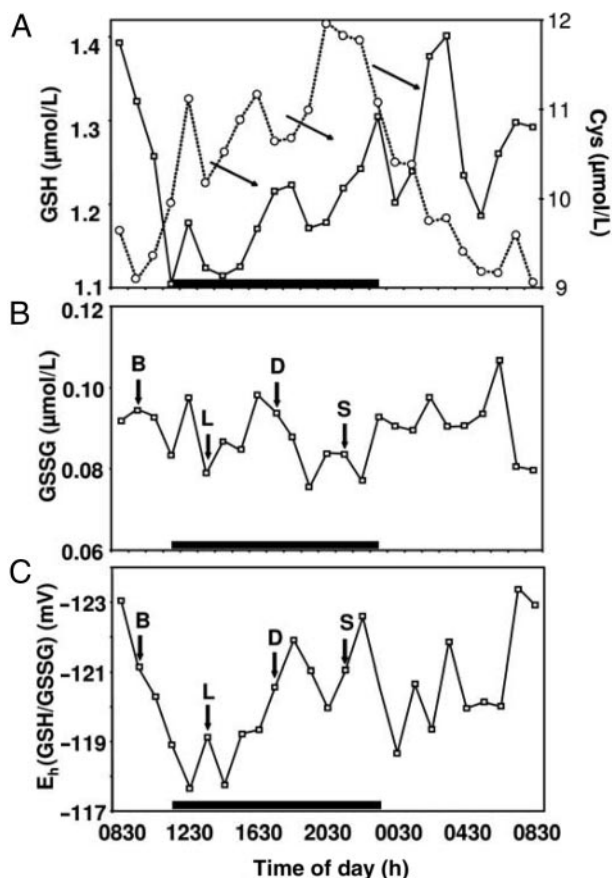 A
GSH (µmol/L)
1.4
1.3
1.2
1.1
12
11
10
9
Cys (µmol/L)
B
GSSG (µmol/L)
0.12
0.10
0.08
0.06
B
L
D
S
C
Eh(GSH/GSSG) (mV)
−123
−121
−119
−117
B
L
D
S
0830 1230 1630 2030 0030 0430 0830
Time of day (h)